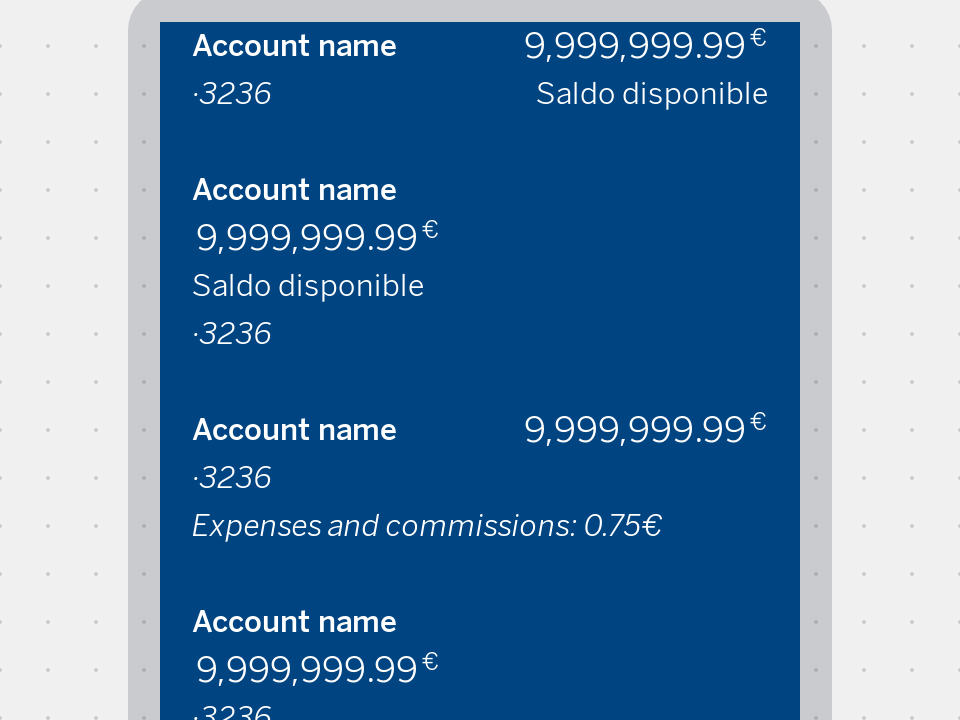 Account name 9,999,999.99€
·3236 Saldo disponible
Account name
9,999,999.99€
Saldo disponible
·3236
Account name 9,999,999.99€
·3236
Expenses and commissions: 0.75€
Account name
9,999,999.99€
·3236